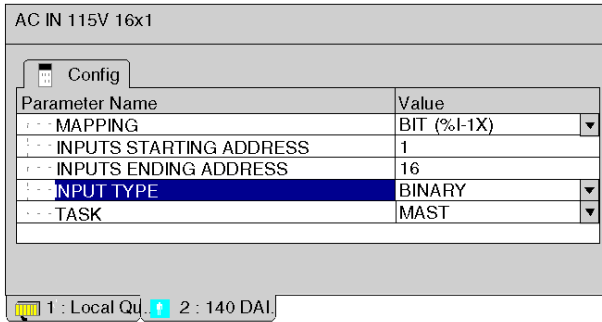 AC IN 115V 16x1
Config
Parameter Name Value
MAPPING BIT (%I-1X)
INPUTS STARTING ADDRESS 1
INPUTS ENDING ADDRESS 16
INPUT TYPE BINARY
TASK MAST
1 : Local Qu... 2 : 140 DAI.